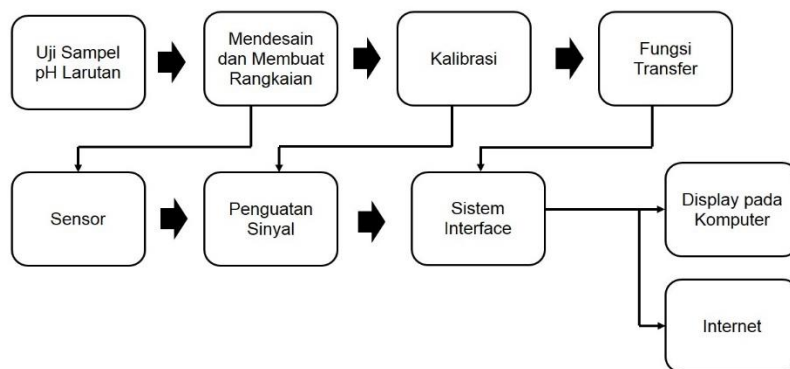 Uji Sampel
pH Larutan
Mendesain
dan Membuat
Rangkaian
Kalibrasi
Fungsi
Transfer
Sensor
Penguatan
Sinyal
Sistem
Interface
Display pada
Komputer
Internet